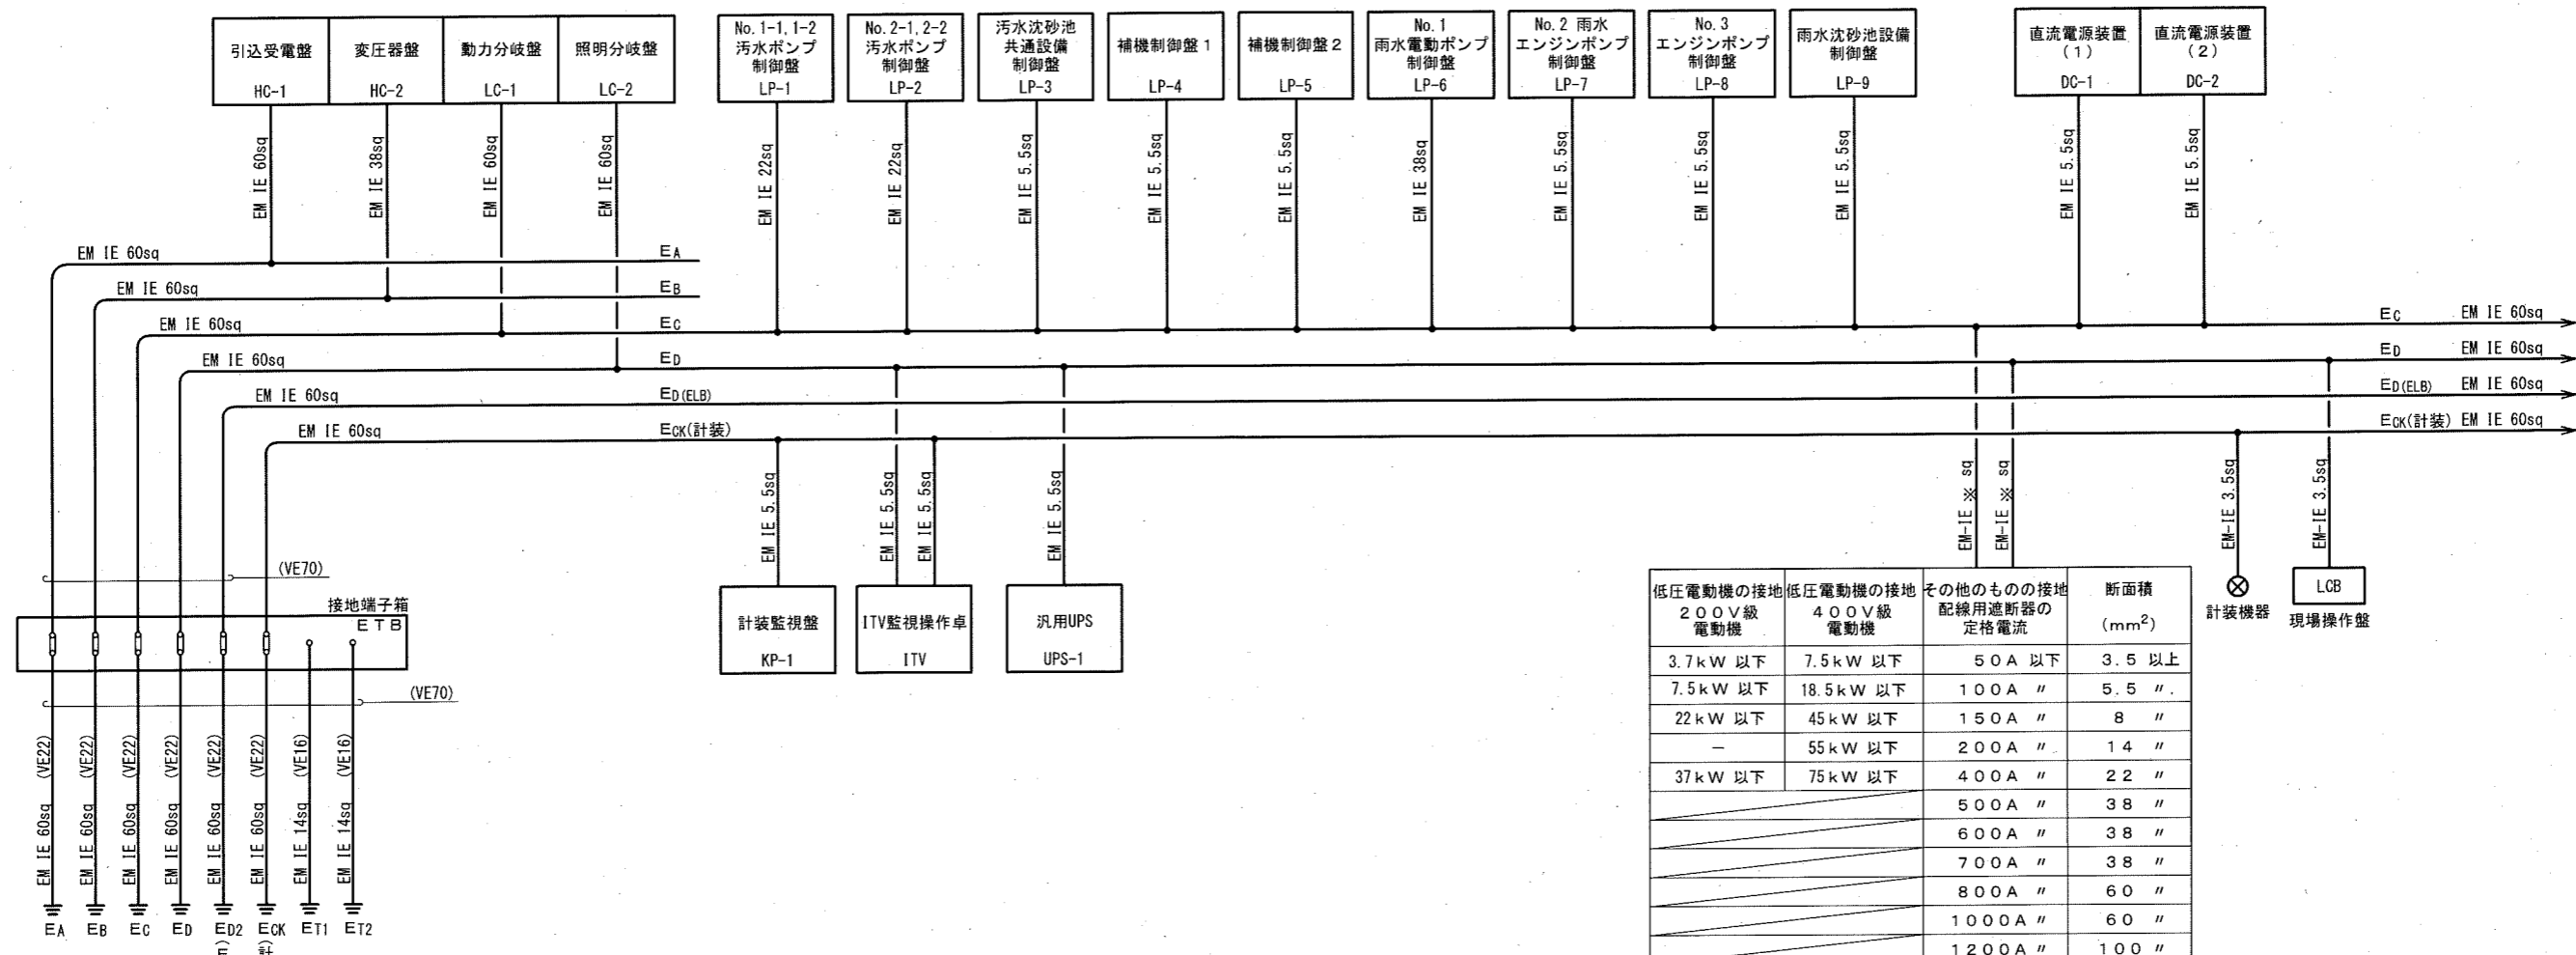 引込受電盤
HC-1
変圧器盤
HC-2
動力分岐盤
LC-1
照明分岐盤
LC-2
No.1-1,1-2
汚水ポンプ
制御盤
LP-1
No.2-1,2-2
汚水ポンプ
制御盤
LP-2
汚水沈砂池
共通設備
制御盤
LP-3
補機制御盤1
LP-4
補機制御盤2
LP-5
No.1
雨水電動ポンプ
制御盤
LP-6
No.2 雨水
エンジンポンプ
制御盤
LP-7
No.3
エンジンポンプ
制御盤
LP-8
雨水沈砂池設備
制御盤
LP-9
直流電源装置
(1)
DC-1
直流電源装置
(2)
DC-2
EM IE 60sq
EM IE 38sq
EM IE 60sq
EM IE 60sq
EM IE 22sq
EM IE 22sq
EM IE 5.5sq
EM IE 5.5sq
EM IE 5.5sq
EM IE 38sq
EM IE 5.5sq
EM IE 5.5sq
EM IE 5.5sq
EM IE 5.5sq
EM IE 5.5sq
EM IE 60sq EA
EM IE 60sq EB
EM IE 60sq EC EC EM IE 60sq
EM IE 60sq ED ED EM IE 60sq
EM IE 60sq ED(ELB) ED(ELB) EM IE 60sq
EM IE 60sq ECK(計装) ECK(計装) EM IE 60sq
EM IE 5.5sq
EM IE 5.5sq
EM IE 5.5sq
EM IE 5.5sq
EM-IE ※ sq
EM-IE ※ sq
EM-IE 3.5sq
EM-IE 3.5sq
(VE70)
接地端子箱
ETB
(VE70)
計装監視盤
KP-1
ITV監視操作卓
ITV
汎用UPS
UPS-1
計装機器
LCB
現場操作盤
低圧電動機の接地
200V級
電動機
低圧電動機の接地
400V級
電動機
その他のものの接地
配線用遮断器の
定格電流
断面積
(mm²)
3.7kW 以下 7.5kW 以下 50A 以下 3.5 以上
7.5kW 以下 18.5kW 以下 100A 〃 5.5 〃
22kW 以下 45kW 以下 150A 〃 8 〃
— 55kW 以下 200A 〃 14 〃
37kW 以下 75kW 以下 400A 〃 22 〃
500A 〃 38 〃
600A 〃 38 〃
700A 〃 38 〃
800A 〃 60 〃
1000A 〃 60 〃
1200A 〃 100 〃
EM IE 60sq (VE22)
EM IE 60sq (VE22)
EM IE 60sq (VE22)
EM IE 60sq (VE22)
EM IE 60sq (VE22)
EM IE 60sq (VE22)
EM IE 14sq (VE16)
EM IE 14sq (VE16)
EA EB EC ED ED2 ECK ET1 ET2